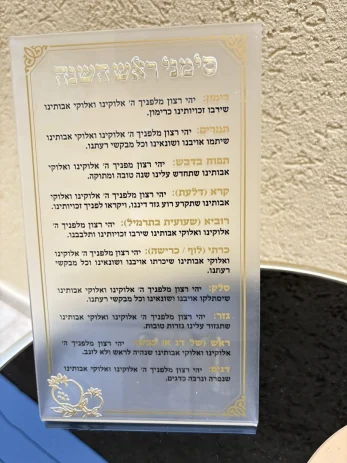 סימני ראש השנה
רימון: יהי רצון מלפניך ה׳ אלוקינו ואלוקי אבותינו
שירבו זכויותינו כרימון.
תמרים: יהי רצון מלפניך ה׳ אלוקינו ואלוקי אבותינו
שיתמו אויבנו ושונאינו וכל מבקשי רעתנו.
תפוח בדבש: יהי רצון מפניך ה׳ אלוקינו ואלוקי
אבותינו שתחדש עלינו שנה טובה ומתוקה.
קרא (דלעת): יהי רצון מלפניך ה׳ אלוקינו ואלוקי
אבותינו שתקרע רוע גזר דיננו, ויקראו לפניך זכויותינו.
רוביא (שעועית בתרמיל): יהי רצון מלפניך ה׳
אלוקינו ואלוקי אבותינו שירבו זכויותינו ותלבבנו.
כרתי (לוף / כרישה): יהי רצון מלפניך ה׳ אלוקינו
ואלוקי אבותינו שיכרתו אויבנו ושונאינו וכל מבקשי
רעתנו.
סלק: יהי רצון מלפניך ה׳ אלוקינו ואלוקי אבותינו
שיסתלקו אויבנו ושונאינו וכל מבקשי רעתנו.
גזר: יהי רצון מלפניך ה׳ אלוקינו ואלוקי אבותינו
שתגזור עלינו גזרות טובות.
ראש (של דג או כבש): יהי רצון מלפניך ה׳
אלוקינו ואלוקי אבותינו שנהיה לראש ולא לזנב.
דגים: יהי רצון מלפניך ה׳ אלוקינו ואלוקי אבותינו
שנפרה ונרבה כדגים.